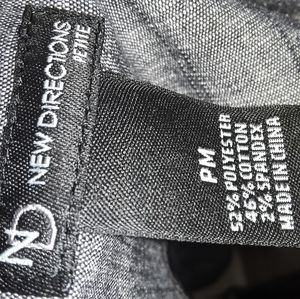 ND NEW DIRECTIONS
PETITE
PM
52% POLYESTER
46% COTTON
2% SPANDEX
MADE IN CHINA